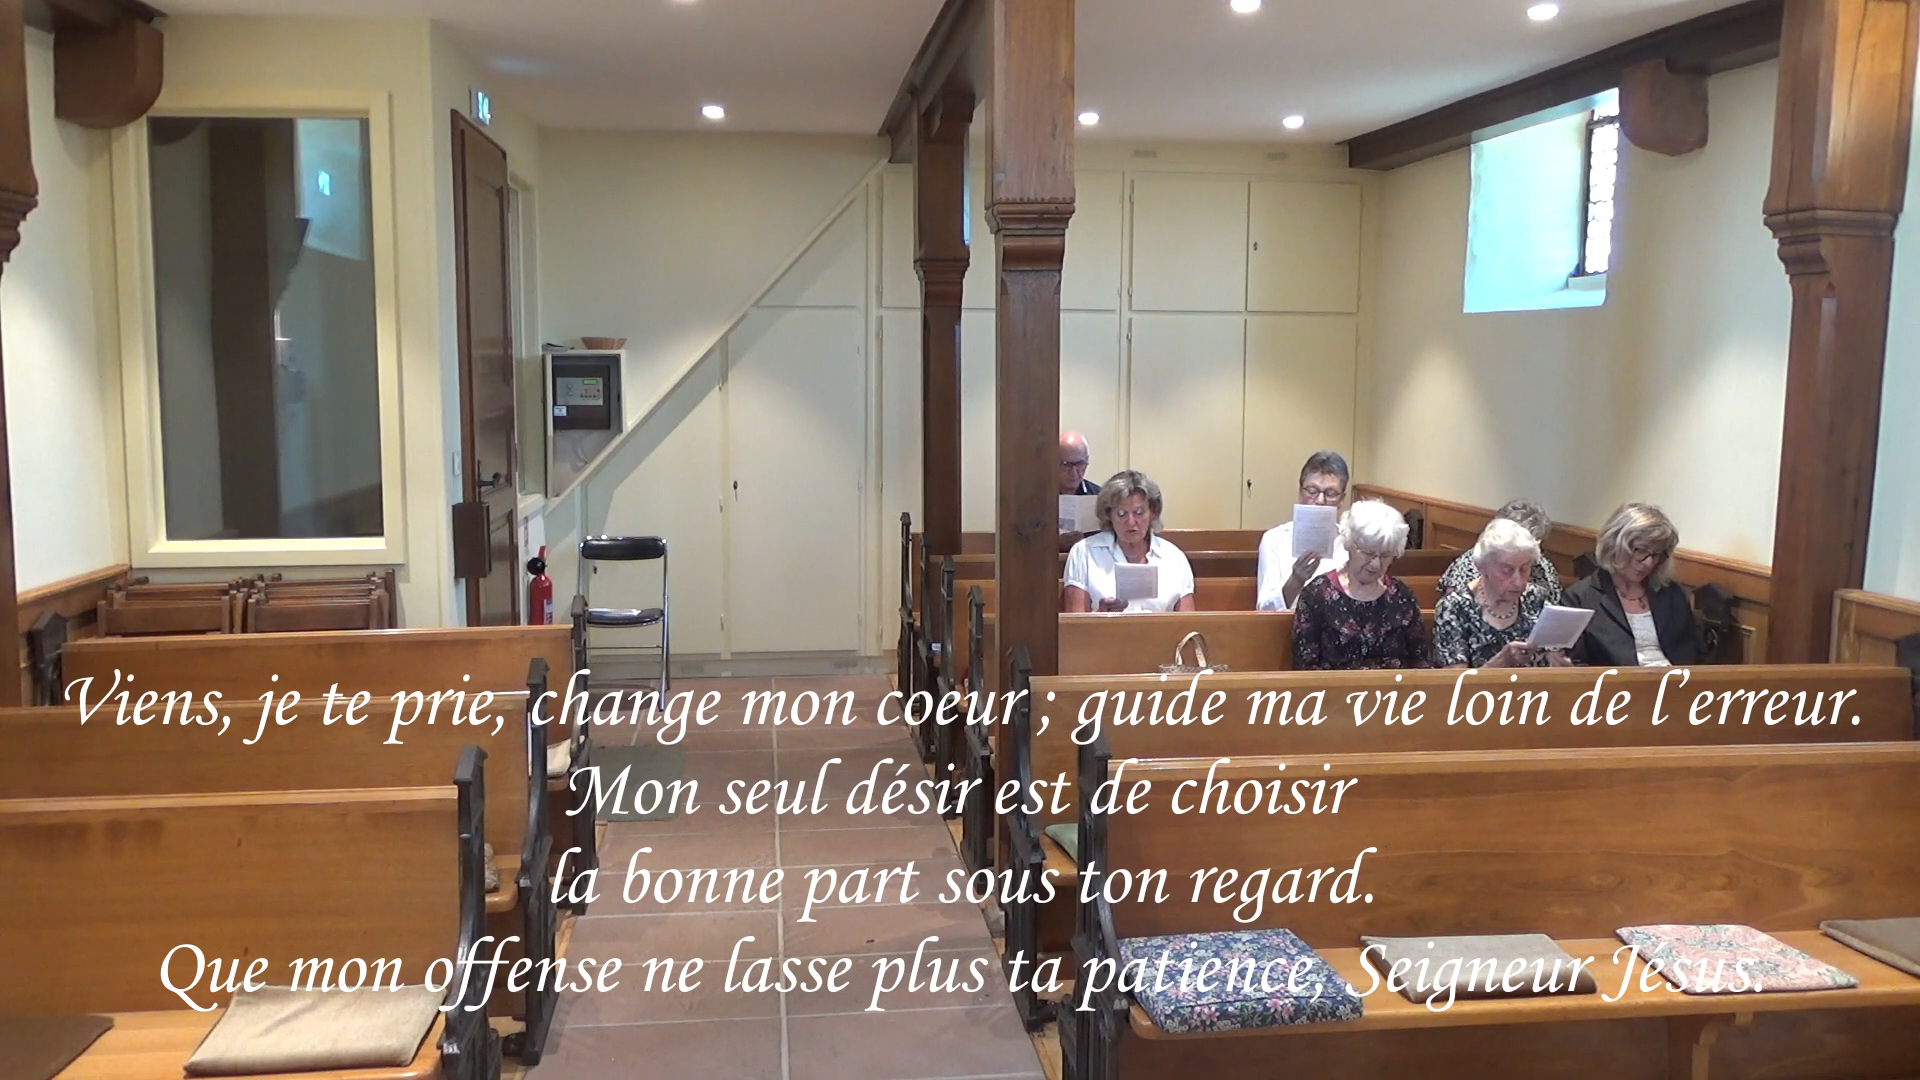 Viens, je te prie, change mon coeur ; guide ma vie loin de l’erreur.
Mon seul désir est de choisir
la bonne part sous ton regard.
Que mon offense ne lasse plus ta patience, Seigneur Jésus.